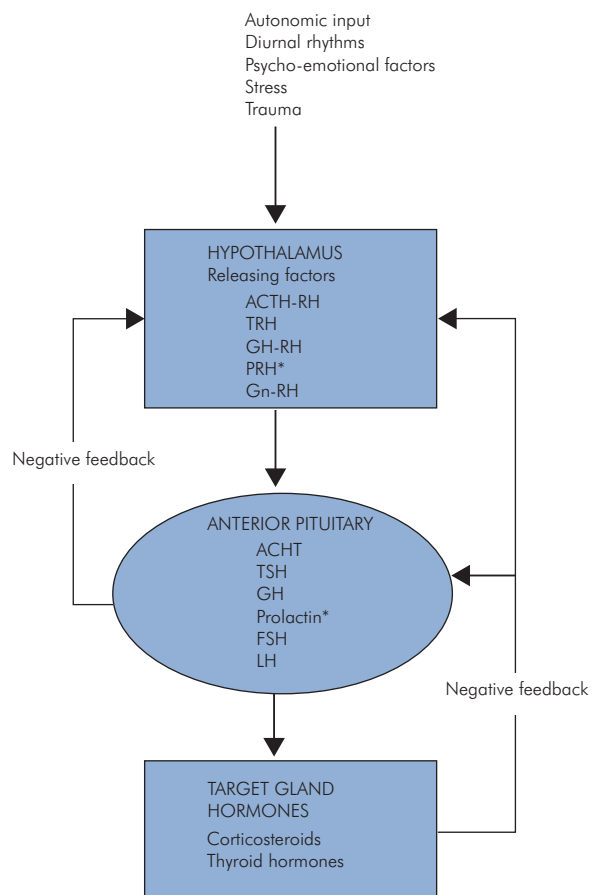 Autonomic input
Diurnal rhythms
Psycho-emotional factors
Stress
Trauma
HYPOTHALAMUS
Releasing factors
ACTH-RH
TRH
GH-RH
PRH*
Gn-RH
Negative feedback
ANTERIOR PITUITARY
ACHT
TSH
GH
Prolactin*
FSH
LH
Negative feedback
TARGET GLAND
HORMONES
Corticosteroids
Thyroid hormones